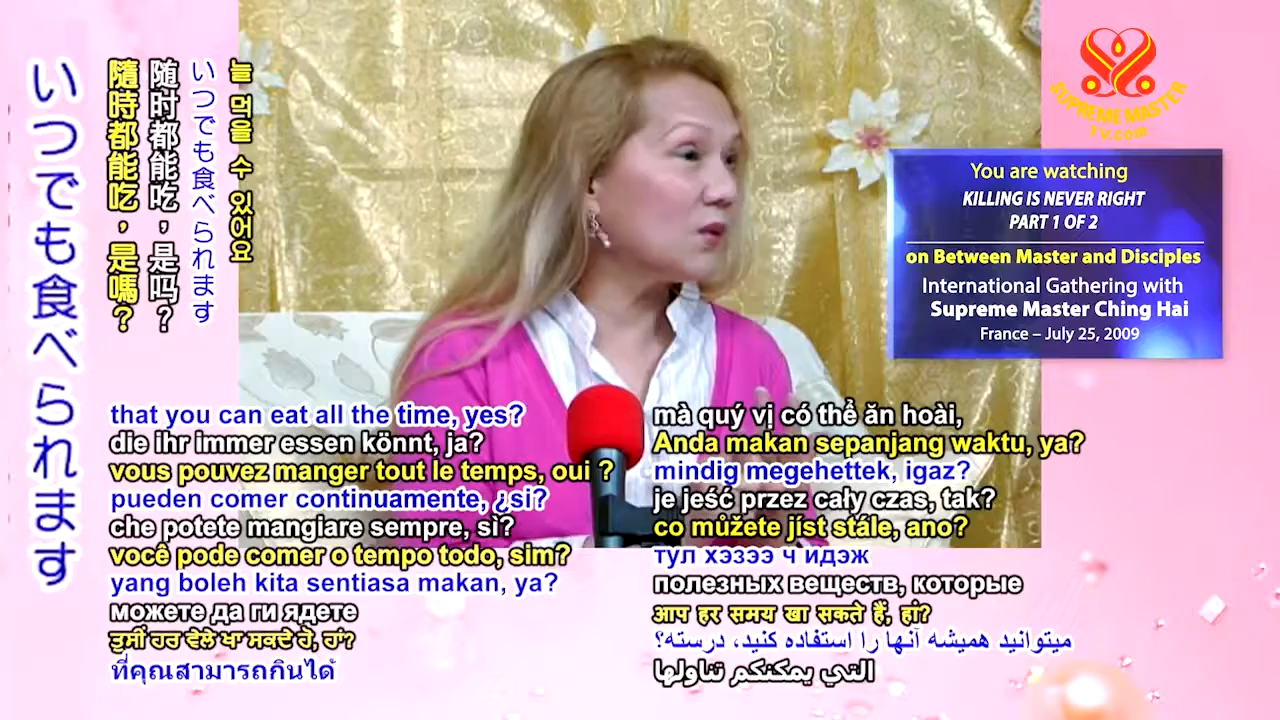 いつでも食べられます
隨時都能吃，是嗎？
随时都能吃，是吗？
いつでも食べられます
늘 먹을 수 있어요
SUPREME MASTER
TV.com
You are watching
KILLING IS NEVER RIGHT
PART 1 OF 2
on Between Master and Disciples
International Gathering with
Supreme Master Ching Hai
France – July 25, 2009
that you can eat all the time, yes?
die ihr immer essen könnt, ja?
vous pouvez manger tout le temps, oui ?
pueden comer continuamente, ¿si?
che potete mangiare sempre, sì?
você pode comer o tempo todo, sim?
yang boleh kita sentiasa makan, ya?
можете да ги ядете
ਤੁਸੀਂ ਹਰ ਵੇਲੇ ਖਾ ਸਕਦੇ ਹੋ, ਹਾਂ?
ที่คุณสามารถกินได้
mà quý vị có thể ăn hoài,
Anda makan sepanjang waktu, ya?
mindig megehettek, igaz?
je jeść przez cały czas, tak?
co můžete jíst stále, ano?
тул хэзээ ч идэж
полезных веществ, которые
आप हर समय खा सकते हैं, हां?
میتوانید همیشه آنها را استفاده کنید، درسته؟
التي يمكنكم تناولها